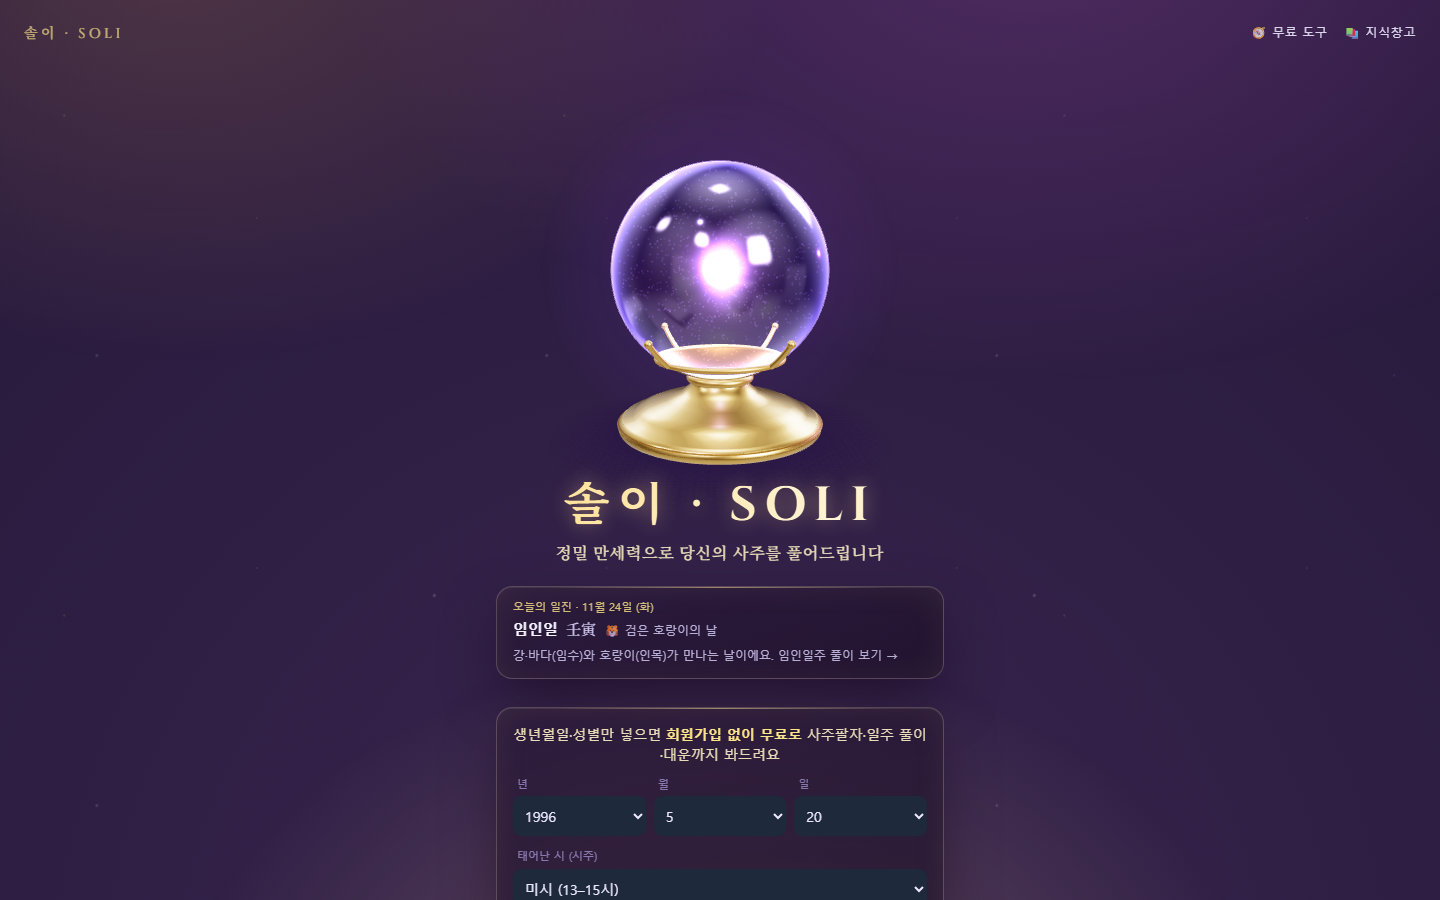 솔이 · SOLI
🧭 무료 도구
📚 지식창고
솔이 · SOLI
정밀 만세력으로 당신의 사주를 풀어드립니다
오늘의 일진 · 11월 24일 (화)
임인일 壬寅 🐯 검은 호랑이의 날
강·바다(임수)와 호랑이(인목)가 만나는 날이에요. 임인일주 풀이 보기 →
생년월일·성별만 넣으면 회원가입 없이 무료로 사주팔자·일주 풀이
·대운까지 봐드려요
년 월 일
1996 5 20
태어난 시 (시주)
미시 (13–15시)